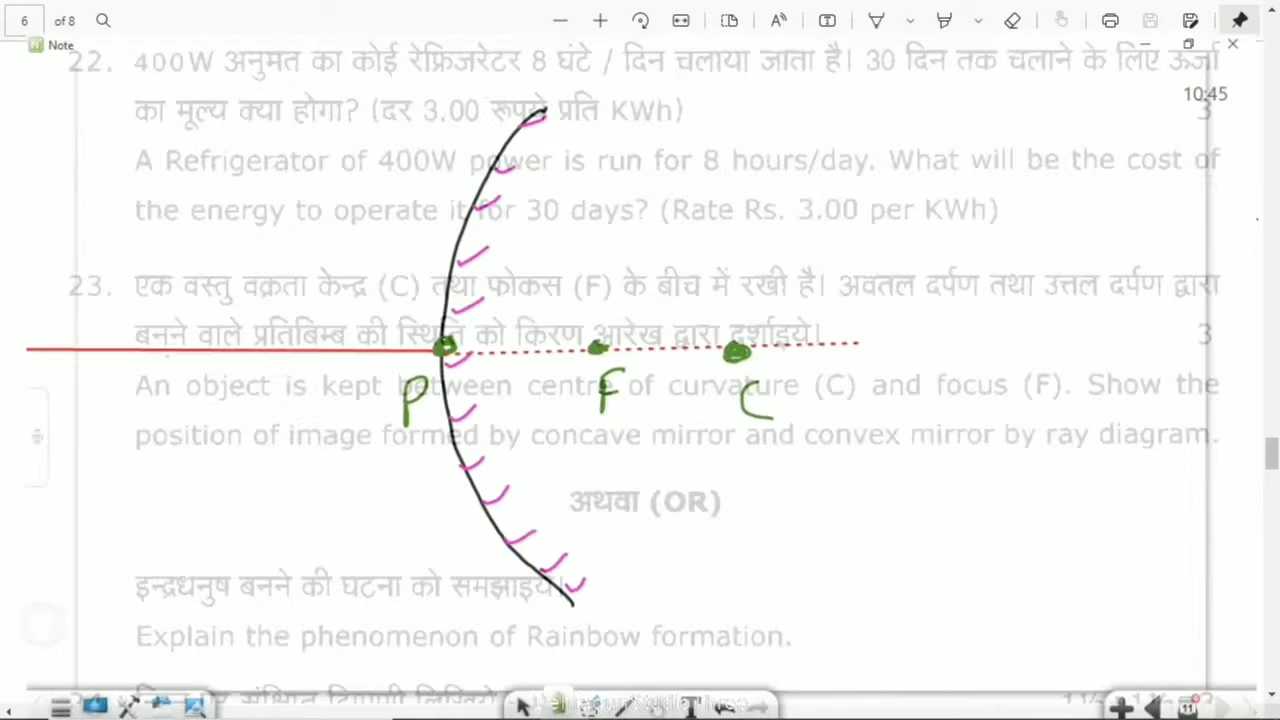 6 of 8
Note
10:45
22. 400W अनुमत का कोई रेफ्रिजरेटर 8 घंटे / दिन चलाया जाता है। 30 दिन तक चलाने के लिए ऊर्जा
का मूल्य क्या होगा? (दर 3.00 रूपये प्रति KWh) 3
A Refrigerator of 400W power is run for 8 hours/day. What will be the cost of
the energy to operate it for 30 days? (Rate Rs. 3.00 per KWh)
23. एक वस्तु वक्रता केन्द्र (C) तथा फोकस (F) के बीच में रखी है। अवतल दर्पण तथा उत्तल दर्पण द्वारा
बनने वाले प्रतिबिम्ब की स्थिति को किरण आरेख द्वारा दर्शाइये। 3
P F C
An object is kept between centre of curvature (C) and focus (F). Show the
position of image formed by concave mirror and convex mirror by ray diagram.
अथवा (OR)
इन्द्रधनुष बनने की घटना को समझाइये।
Explain the phenomenon of Rainbow formation.